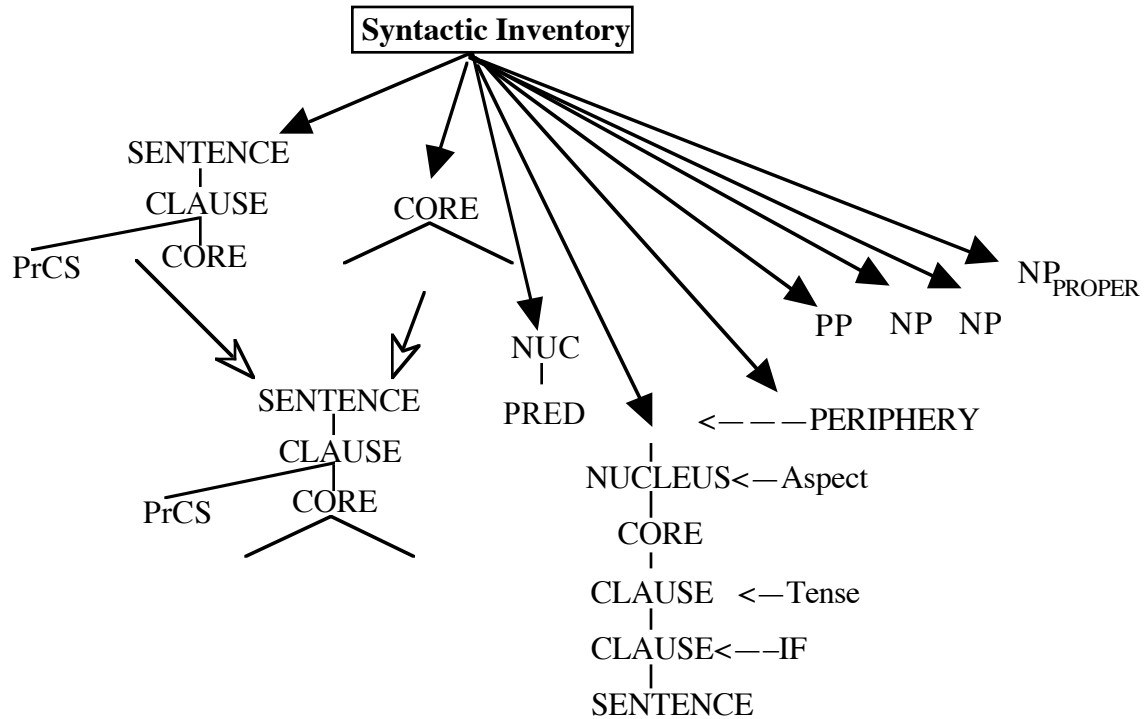 Syntactic Inventory
SENTENCE
CLAUSE
PrCS CORE
CORE
NP PROPER
PP NP NP
NUC
PRED
SENTENCE
CLAUSE
PrCS CORE
<— — —PERIPHERY
NUCLEUS<—Aspect
CORE
CLAUSE <—Tense
CLAUSE<—–IF
SENTENCE